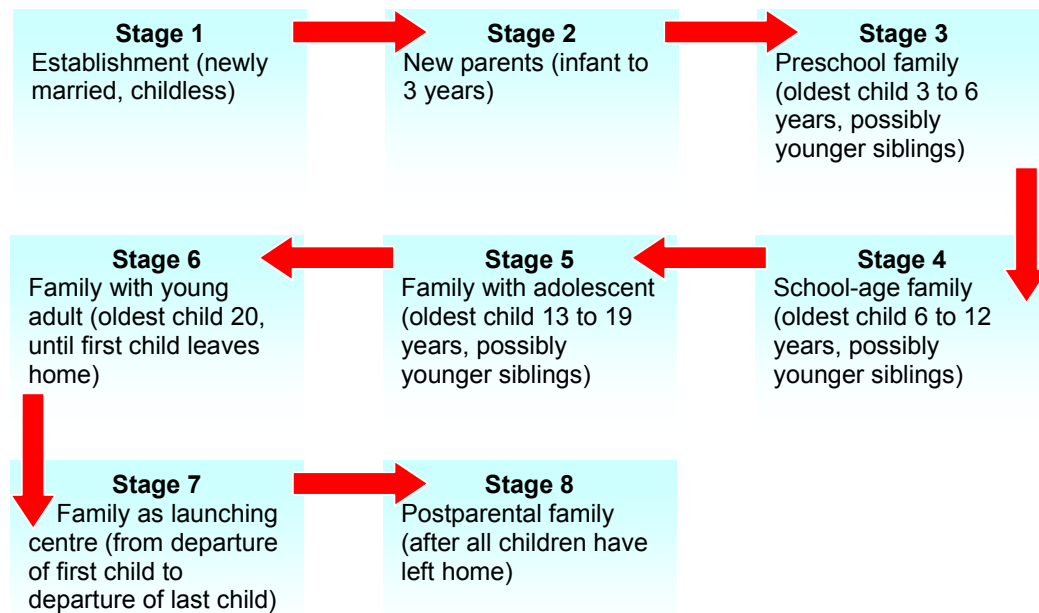 Stage 1
Establishment (newly
married, childless)
Stage 2
New parents (infant to
3 years)
Stage 3
Preschool family
(oldest child 3 to 6
years, possibly
younger siblings)
Stage 4
School-age family
(oldest child 6 to 12
years, possibly
younger siblings)
Stage 5
Family with adolescent
(oldest child 13 to 19
years, possibly
younger siblings)
Stage 6
Family with young
adult (oldest child 20,
until first child leaves
home)
Stage 7
Family as launching
centre (from departure
of first child to
departure of last child)
Stage 8
Postparental family
(after all children have
left home)